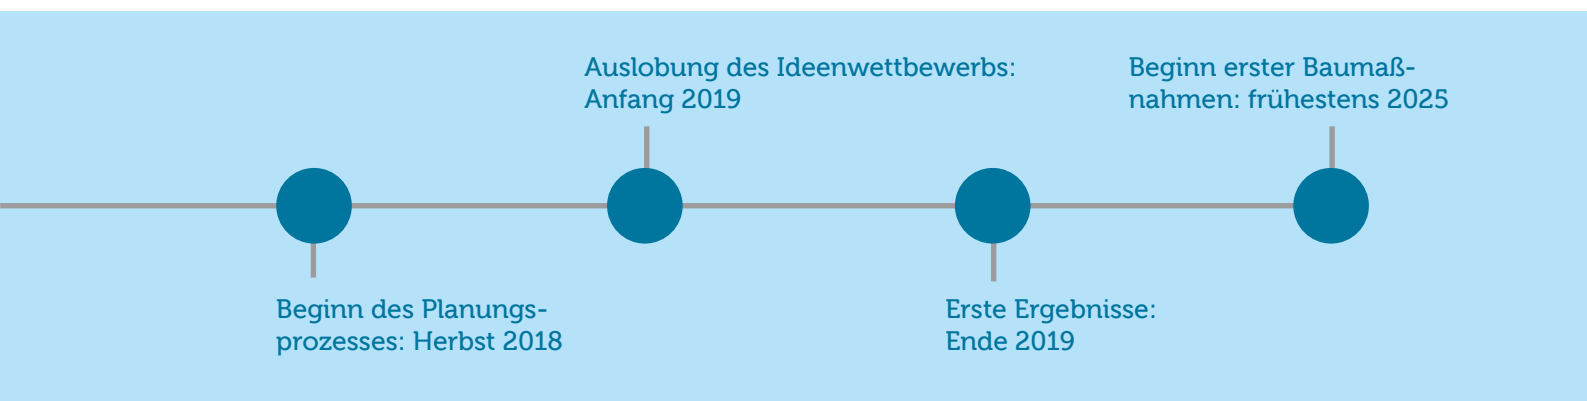 Auslobung des Ideenwettbewerbs:
Anfang 2019
Beginn erster Baumaß-
nahmen: frühestens 2025
Beginn des Planungs-
prozesses: Herbst 2018
Erste Ergebnisse:
Ende 2019